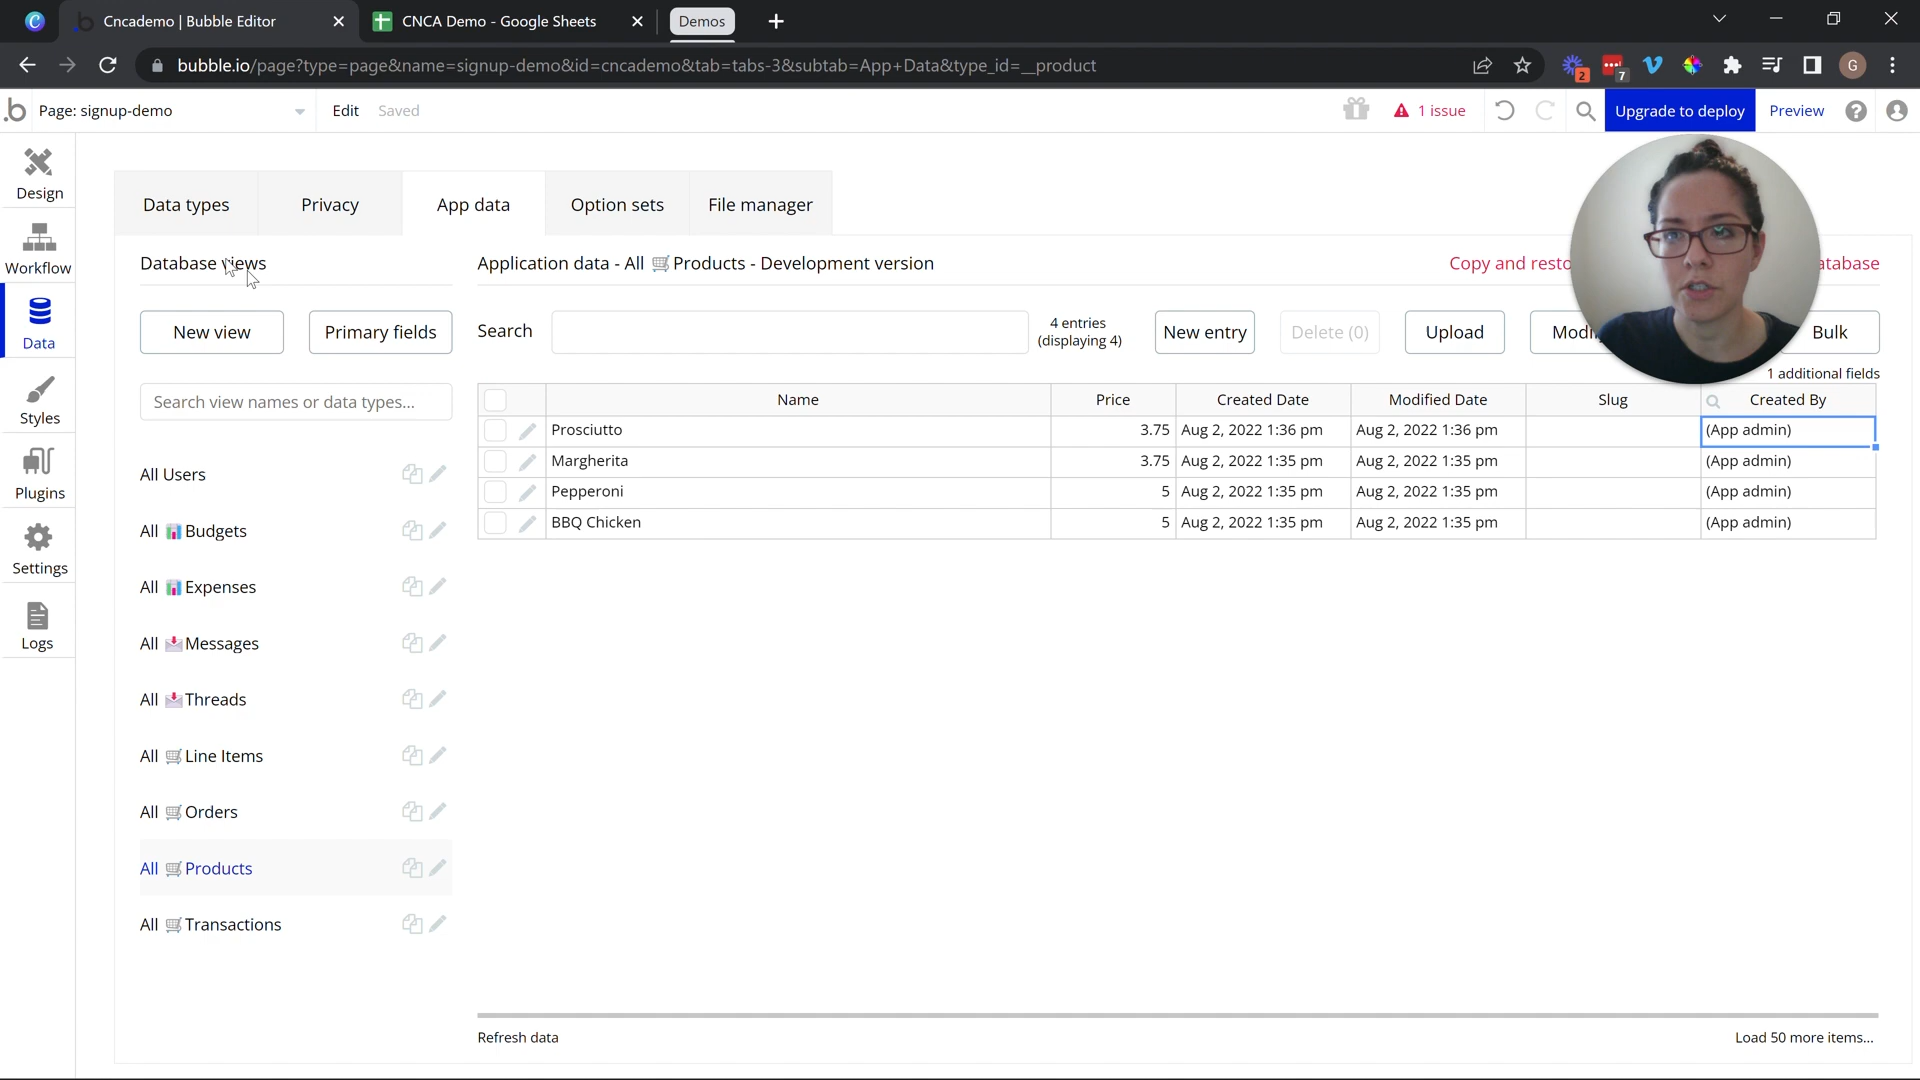 Cncademo | Bubble Editor
CNCA Demo - Google Sheets
Demos
bubble.io/page?type=page&name=signup-demo&id=cncademo&tab=tabs-3&subtab=App+Data&type_id=__product
2
7
G
Page: signup-demo
Edit
Saved
1 issue
Upgrade to deploy
Preview
Design
Workflow
Data
Styles
Plugins
Settings
Logs
Data types
Privacy
App data
Option sets
File manager
Database views
New view
Primary fields
Search view names or data types...
All Users
All Budgets
All Expenses
All Messages
All Threads
All Line Items
All Orders
All Products
All Transactions
Application data - All Products - Development version
Copy and resto
atabase
Search
4 entries
(displaying 4)
New entry
Delete (0)
Upload
Modify
Bulk
1 additional fields
Name Price Created Date Modified Date Slug Created By
Prosciutto 3.75 Aug 2, 2022 1:36 pm Aug 2, 2022 1:36 pm (App admin)
Margherita 3.75 Aug 2, 2022 1:35 pm Aug 2, 2022 1:35 pm (App admin)
Pepperoni 5 Aug 2, 2022 1:35 pm Aug 2, 2022 1:35 pm (App admin)
BBQ Chicken 5 Aug 2, 2022 1:35 pm Aug 2, 2022 1:35 pm (App admin)
Refresh data
Load 50 more items...